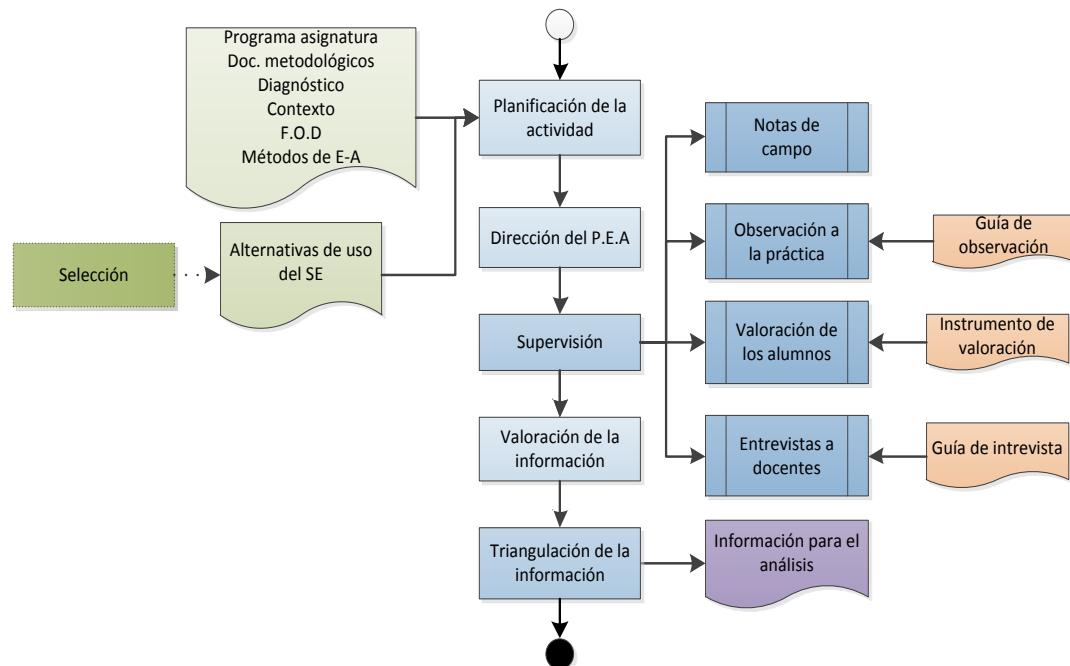 Programa asignatura
Doc. metodológicos
Diagnóstico
Contexto
F.O.D
Métodos de E-A
Planificación de la
actividad
Notas de
campo
Dirección del P.E.A
Observación a
la práctica
Guía de
observación
Selección
Alternativas de uso
del SE
Supervisión
Valoración de
los alumnos
Instrumento de
valoración
Valoración de la
información
Entrevistas a
docentes
Guía de intrevista
Triangulación de la
información
Información para el
análisis